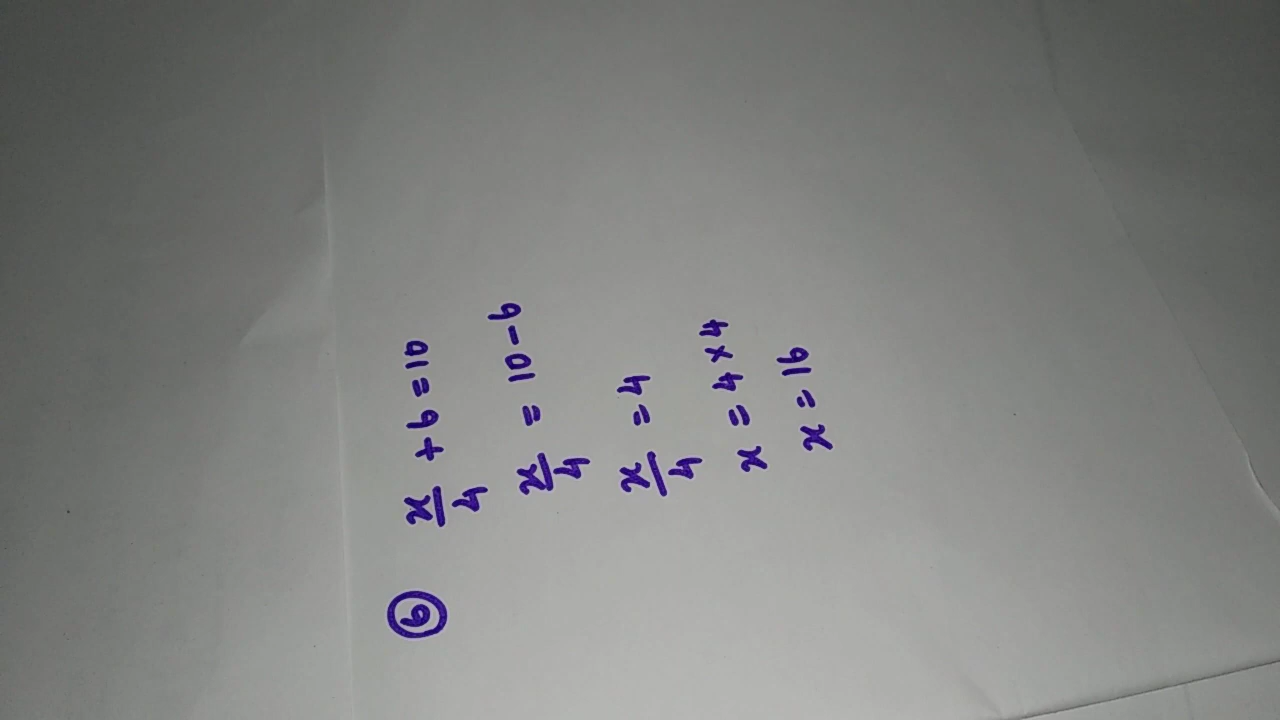 ⑥ x/4 + 6 = 10
x/4 = 10 - 6
x/4 = 4
x = 4 × 4
x = 16